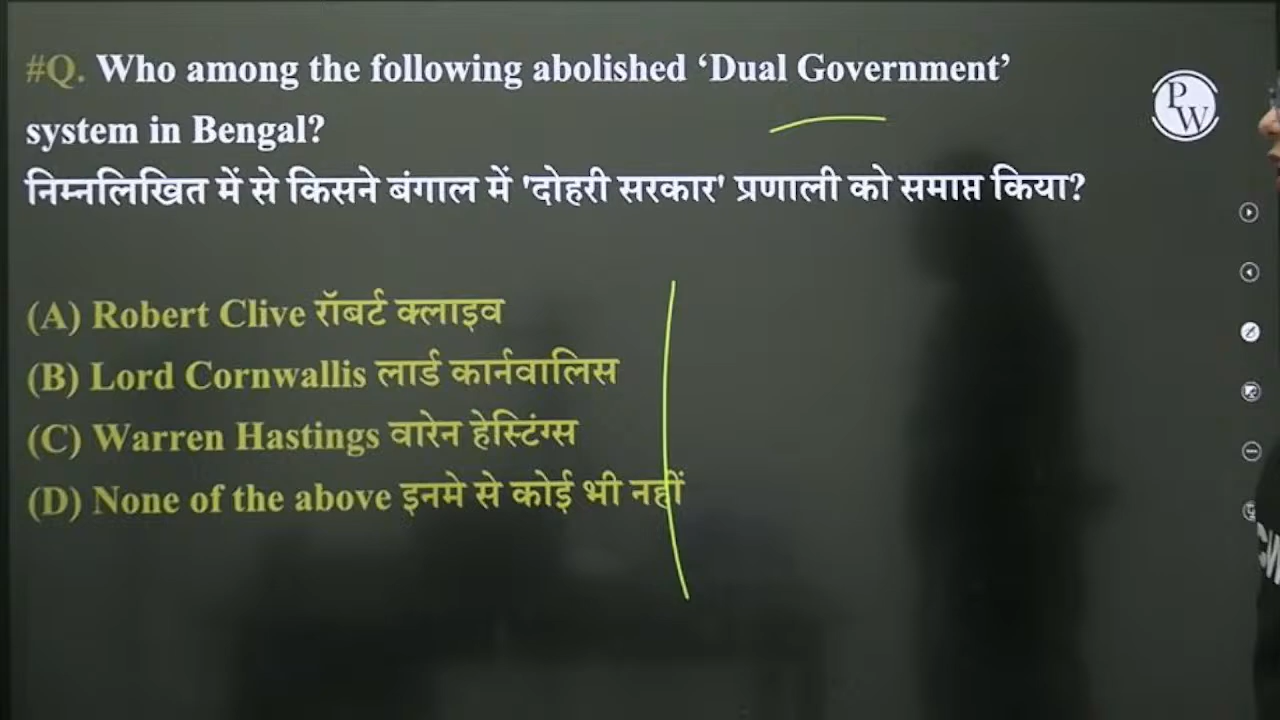 #Q. Who among the following abolished ‘Dual Government’
system in Bengal?
निम्नलिखित में से किसने बंगाल में 'दोहरी सरकार' प्रणाली को समाप्त किया?
(A) Robert Clive रॉबर्ट क्लाइव
(B) Lord Cornwallis लार्ड कार्नवालिस
(C) Warren Hastings वारेन हेस्टिंग्स
(D) None of the above इनमे से कोई भी नहीं
PW